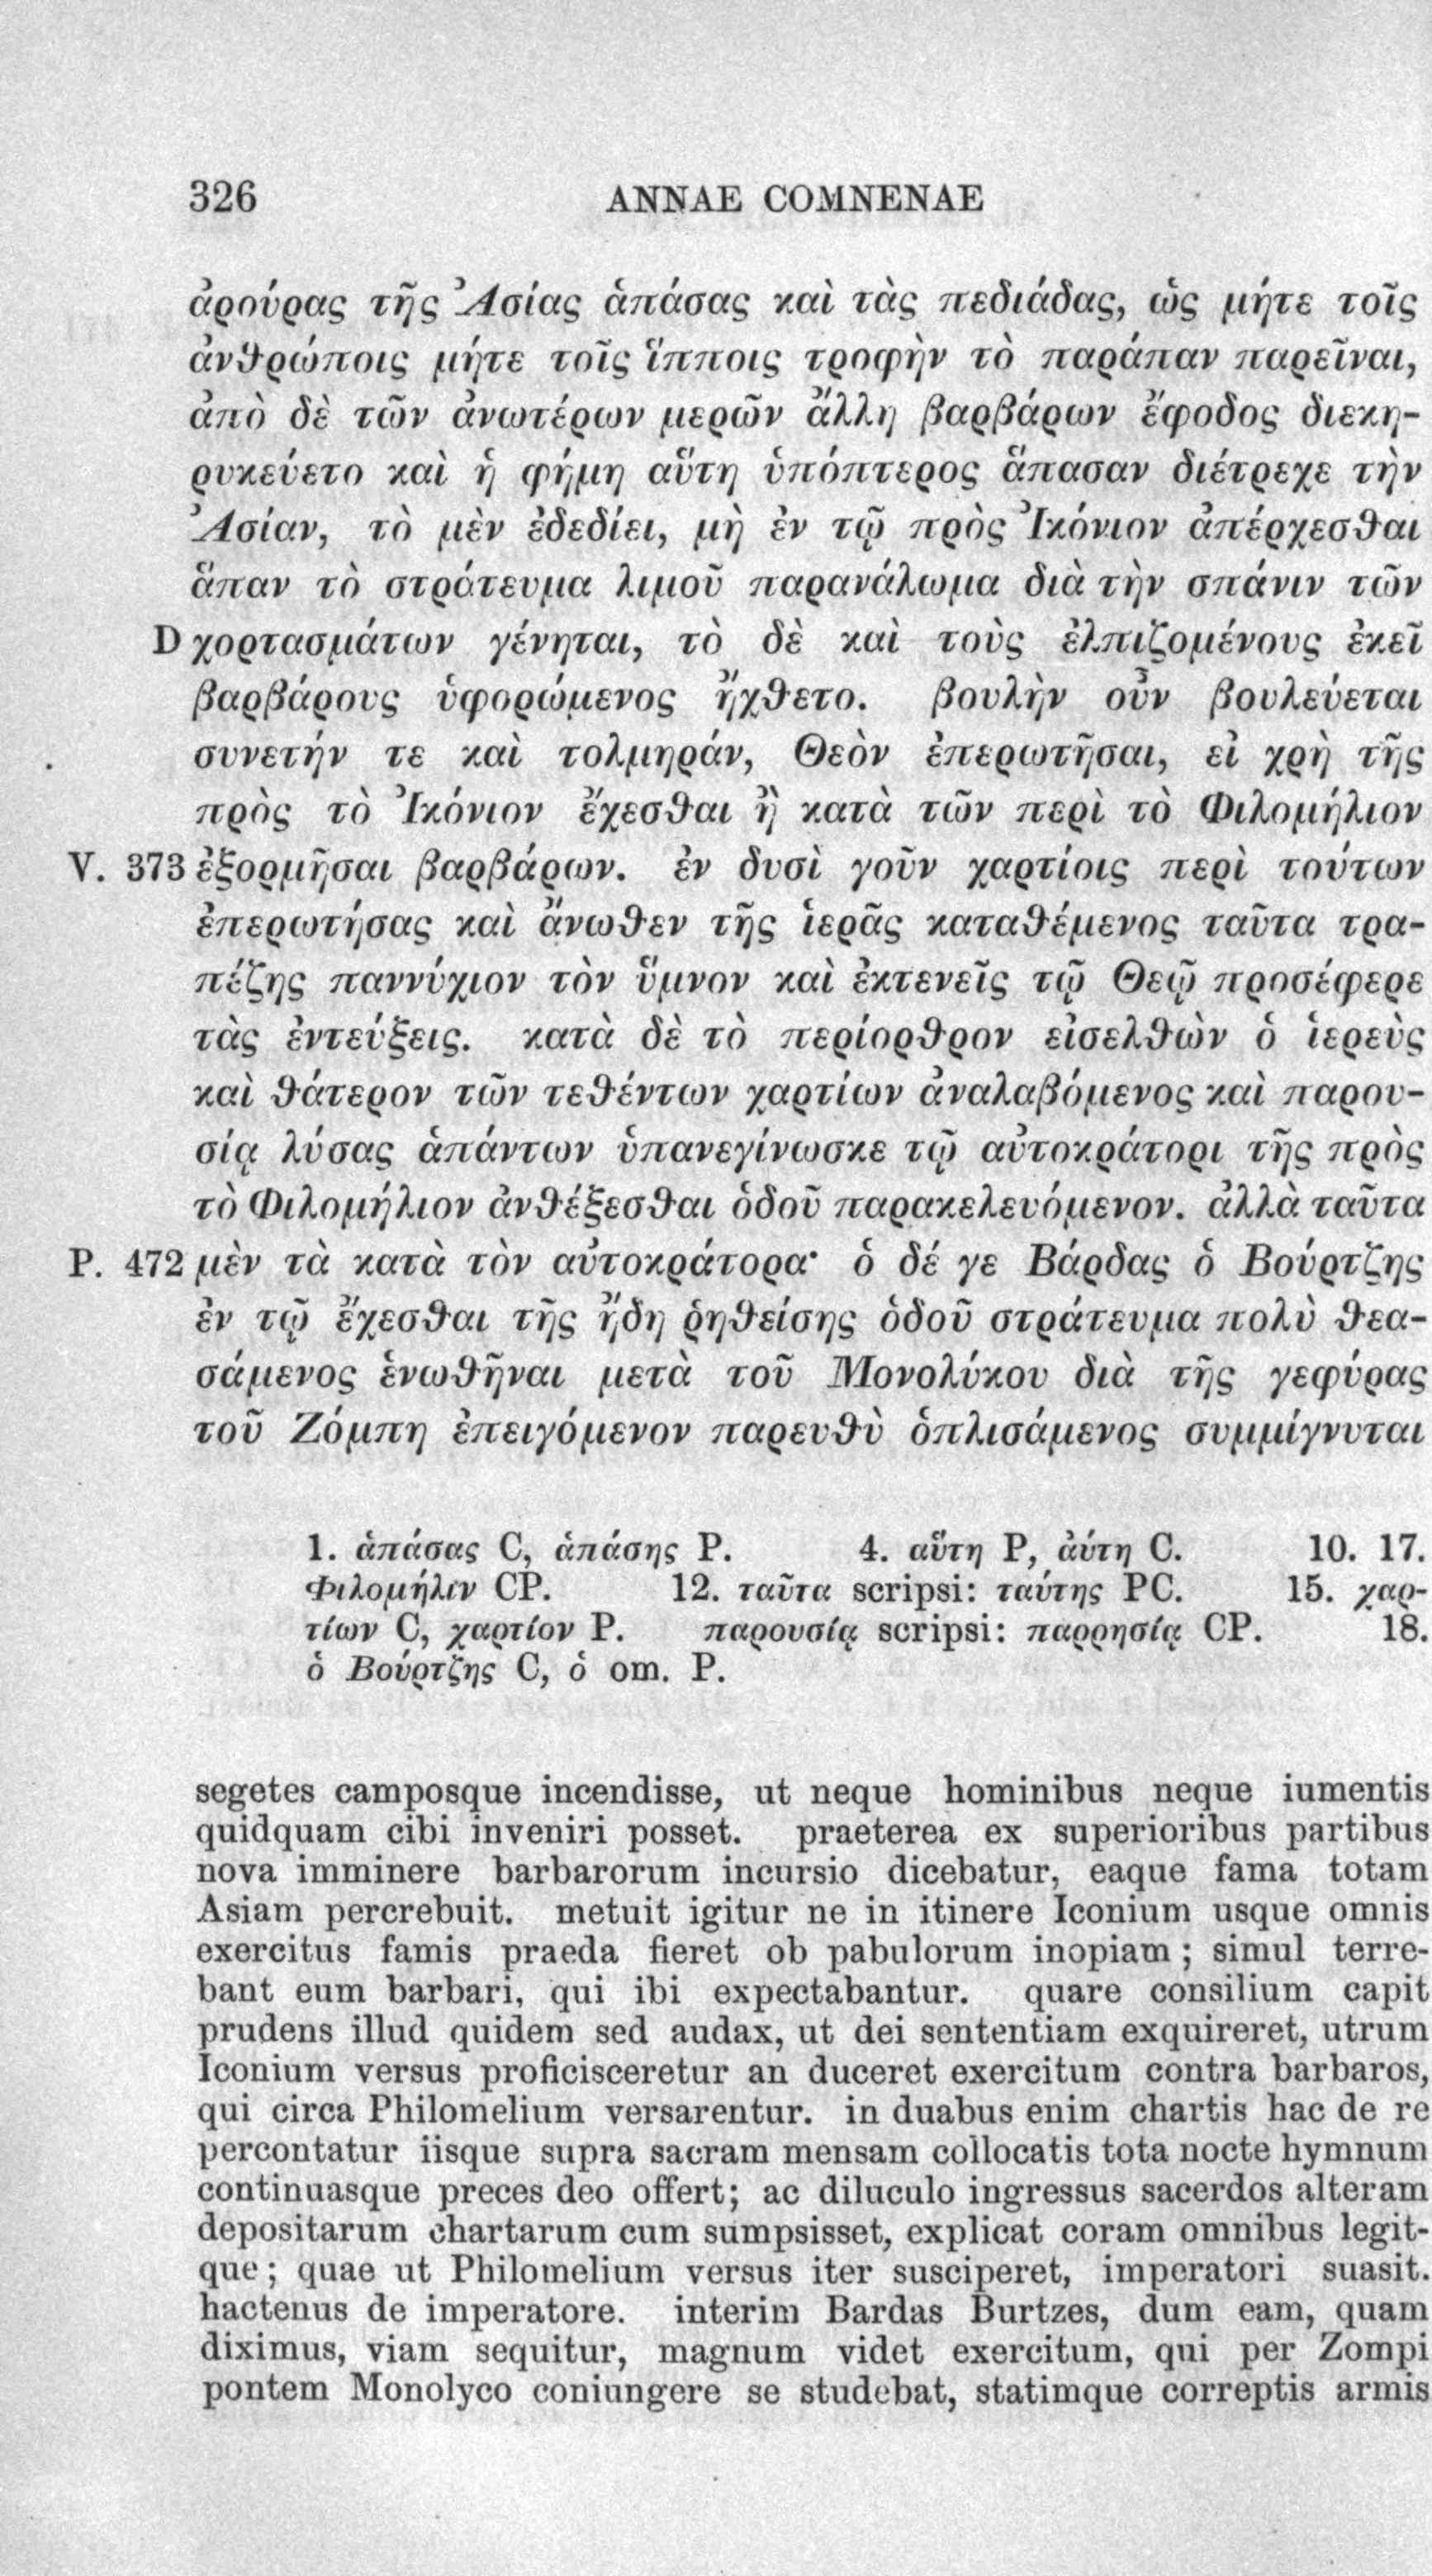 326 ANNAE COMNENAE
ἀρούρας τῆς Ἀσίας ἁπάσας καὶ τὰς πεδιάδας, ὡς μήτε τοῖς
ἀνθρώποις μήτε τοῖς ἵπποις τροφὴν τὸ παράπαν παρεῖναι,
ἀπὸ δὲ τῶν ἀνωτέρων μερῶν ἄλλη βαρβάρων ἔφοδος διεκη-
ρυκεύετο καὶ ἡ φήμη αὕτη ὑπόπτερος ἅπασαν διέτρεχε τὴν
Ἀσίαν, τὸ μὲν ἐδεδίει, μὴ ἐν τῷ πρὸς Ἰκόνιον ἀπέρχεσθαι
ἅπαν τὸ στράτευμα λιμοῦ παρανάλωμα διὰ τὴν σπάνιν τῶν
D χορτασμάτων γένηται, τὸ δὲ καὶ τοὺς ἐλπιζομένους ἐκεῖ
βαρβάρους ὑφορώμενος ἤχθετο. βουλὴν οὖν βουλεύεται
συνετήν τε καὶ τολμηράν, Θεὸν ἐπερωτῆσαι, εἰ χρὴ τῆς
πρὸς τὸ Ἰκόνιον ἔχεσθαι ἢ κατὰ τῶν περὶ τὸ Φιλομήλιον
V. 373 ἐξορμῆσαι βαρβάρων. ἐν δυσὶ γοῦν χαρτίοις περὶ τούτων
ἐπερωτήσας καὶ ἄνωθεν τῆς ἱερᾶς καταθέμενος ταῦτα τρα-
πέζης παννύχιον τὸν ὕμνον καὶ ἐκτενεῖς τῷ Θεῷ προσέφερε
τὰς ἐντεύξεις. κατὰ δὲ τὸ περίορθρον εἰσελθὼν ὁ ἱερεὺς
καὶ θάτερον τῶν τεθέντων χαρτίων ἀναλαβόμενος καὶ παρου-
σίᾳ λύσας ἁπάντων ὑπανεγίνωσκε τῷ αὐτοκράτορι τῆς πρὸς
τὸ Φιλομήλιον ἀνθέξεσθαι ὁδοῦ παρακελευόμενον. ἀλλὰ ταῦτα
P. 472 μὲν τὰ κατὰ τὸν αὐτοκράτορα· ὁ δέ γε Βάρδας ὁ Βούρτζης
ἐν τῷ ἔχεσθαι τῆς ἤδη ῥηθείσης ὁδοῦ στράτευμα πολὺ θεα-
σάμενος ἑνωθῆναι μετὰ τοῦ Μονολύκου διὰ τῆς γεφύρας
τοῦ Ζόμπη ἐπειγόμενον παρευθὺ ὁπλισάμενος συμμίγνυται
1. ἁπάσας C, ἁπάσης P. 4. αὕτη P, ἀύτη C. 10. 17.
Φιλομήλιν CP. 12. ταῦτα scripsi: ταύτης PC. 15. χαρ-
τίων C, χαρτίον P. παρουσίᾳ scripsi: παρρησίᾳ CP. 18.
ὁ Βούρτζης C, ὁ om. P.
segetes camposque incendisse, ut neque hominibus neque iumentis
quidquam cibi inveniri posset. praeterea ex superioribus partibus
nova imminere barbarorum incursio dicebatur, eaque fama totam
Asiam percrebuit. metuit igitur ne in itinere Iconium usque omnis
exercitus famis praeda fieret ob pabulorum inopiam; simul terre-
bant eum barbari, qui ibi expectabantur. quare consilium capit
prudens illud quidem sed audax, ut dei sententiam exquireret, utrum
Iconium versus proficisceretur an duceret exercitum contra barbaros,
qui circa Philomelium versarentur. in duabus enim chartis hac de re
percontatur iisque supra sacram mensam collocatis tota nocte hymnum
continuasque preces deo offert; ac diluculo ingressus sacerdos alteram
depositarum chartarum cum sumpsisset, explicat coram omnibus legit-
que; quae ut Philomelium versus iter susciperet, imperatori suasit.
hactenus de imperatore. interim Bardas Burtzes, dum eam, quam
diximus, viam sequitur, magnum videt exercitum, qui per Zompi
pontem Monolyco coniungere se studebat, statimque correptis armis